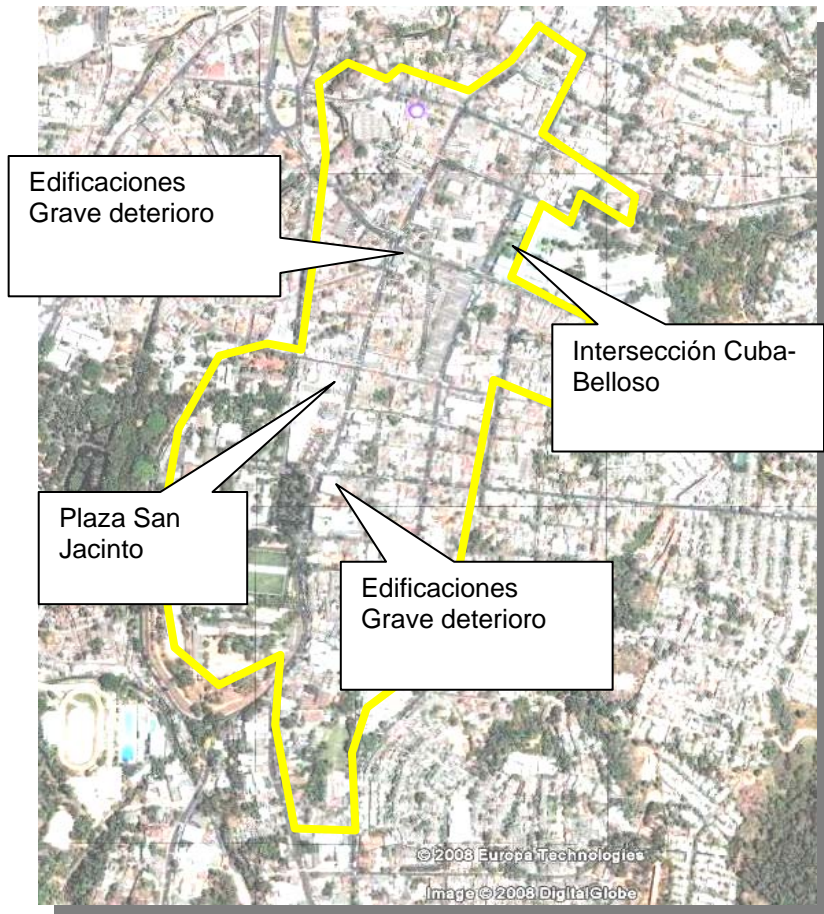 Edificaciones
Grave deterioro
Intersección Cuba-
Belloso
Plaza San
Jacinto
Edificaciones
Grave deterioro
© 2008 Europa Technologies
Image © 2008 DigitalGlobe